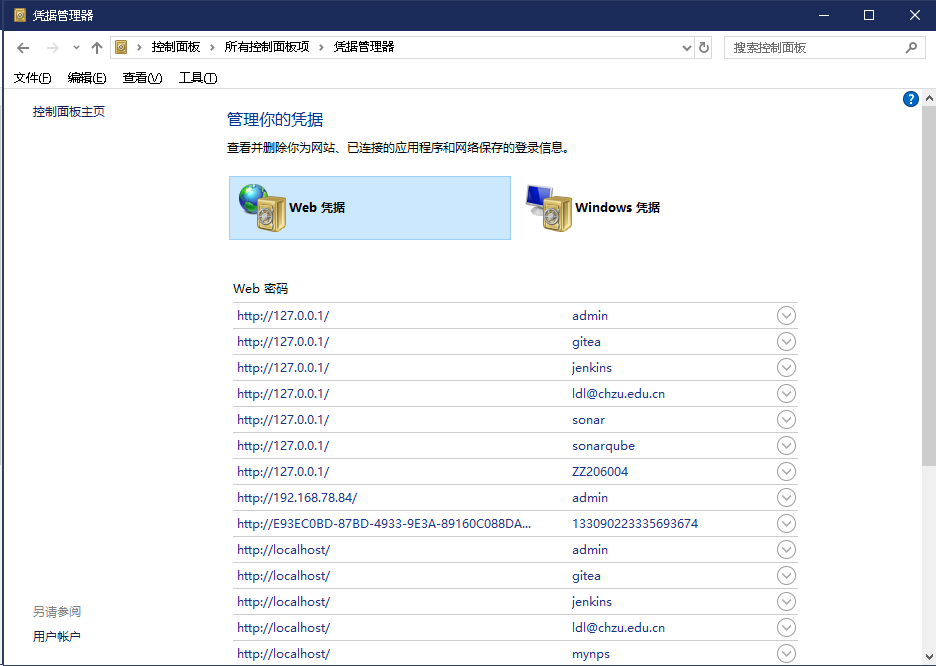 凭据管理器
控制面板 › 所有控制面板项 › 凭据管理器
搜索控制面板
文件(F) 编辑(E) 查看(V) 工具(T)
控制面板主页
管理你的凭据
查看并删除你为网站、已连接的应用程序和网络保存的登录信息。
Web 凭据
Windows 凭据
Web 密码
http://127.0.0.1/ admin
http://127.0.0.1/ gitea
http://127.0.0.1/ jenkins
http://127.0.0.1/ ldl@chzu.edu.cn
http://127.0.0.1/ sonar
http://127.0.0.1/ sonarqube
http://127.0.0.1/ ZZ206004
http://192.168.78.84/ admin
http://E93EC0BD-87BD-4933-9E3A-89160C088DA... 133090223335693674
http://localhost/ admin
http://localhost/ gitea
http://localhost/ jenkins
http://localhost/ ldl@chzu.edu.cn
http://localhost/ mynps
另请参阅
用户帐户